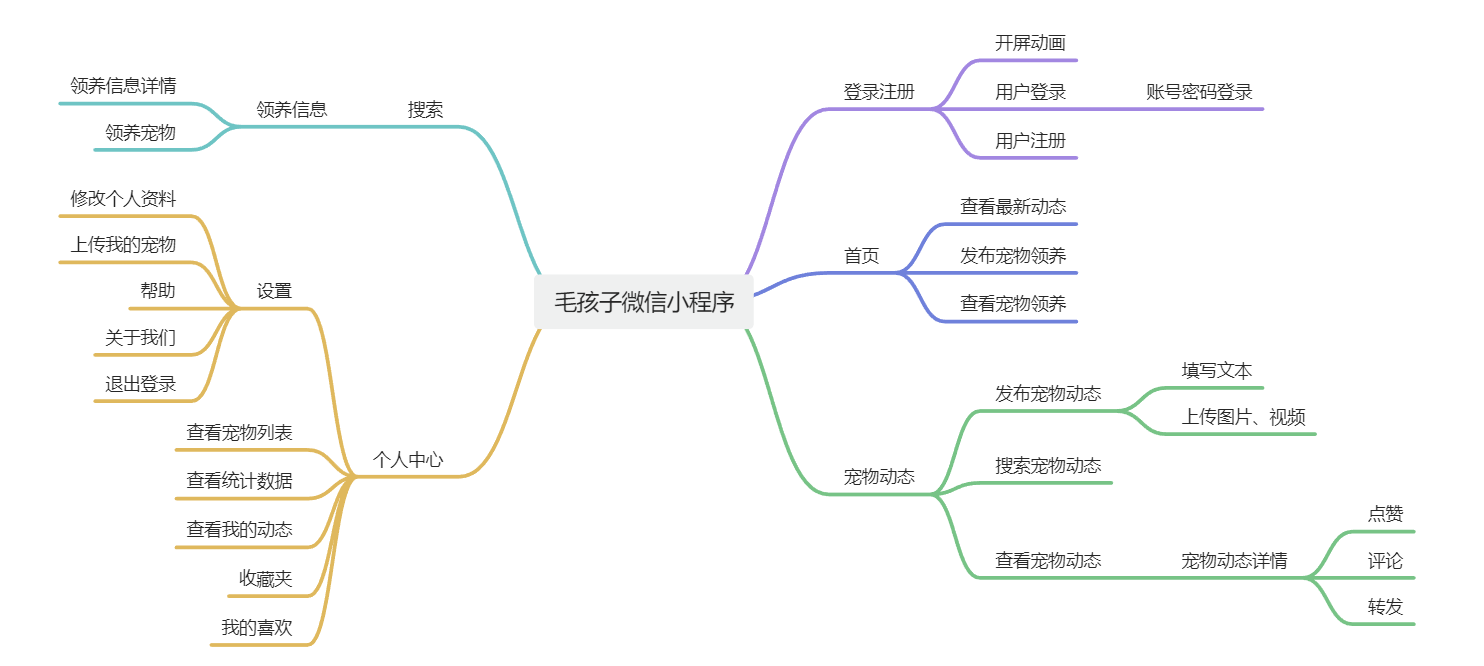 毛孩子微信小程序
登录注册
开屏动画
用户登录
账号密码登录
用户注册
首页
查看最新动态
发布宠物领养
查看宠物领养
宠物动态
发布宠物动态
填写文本
上传图片、视频
搜索宠物动态
查看宠物动态
宠物动态详情
点赞
评论
转发
搜索
领养信息
领养信息详情
领养宠物
个人中心
设置
修改个人资料
上传我的宠物
帮助
关于我们
退出登录
查看宠物列表
查看统计数据
查看我的动态
收藏夹
我的喜欢